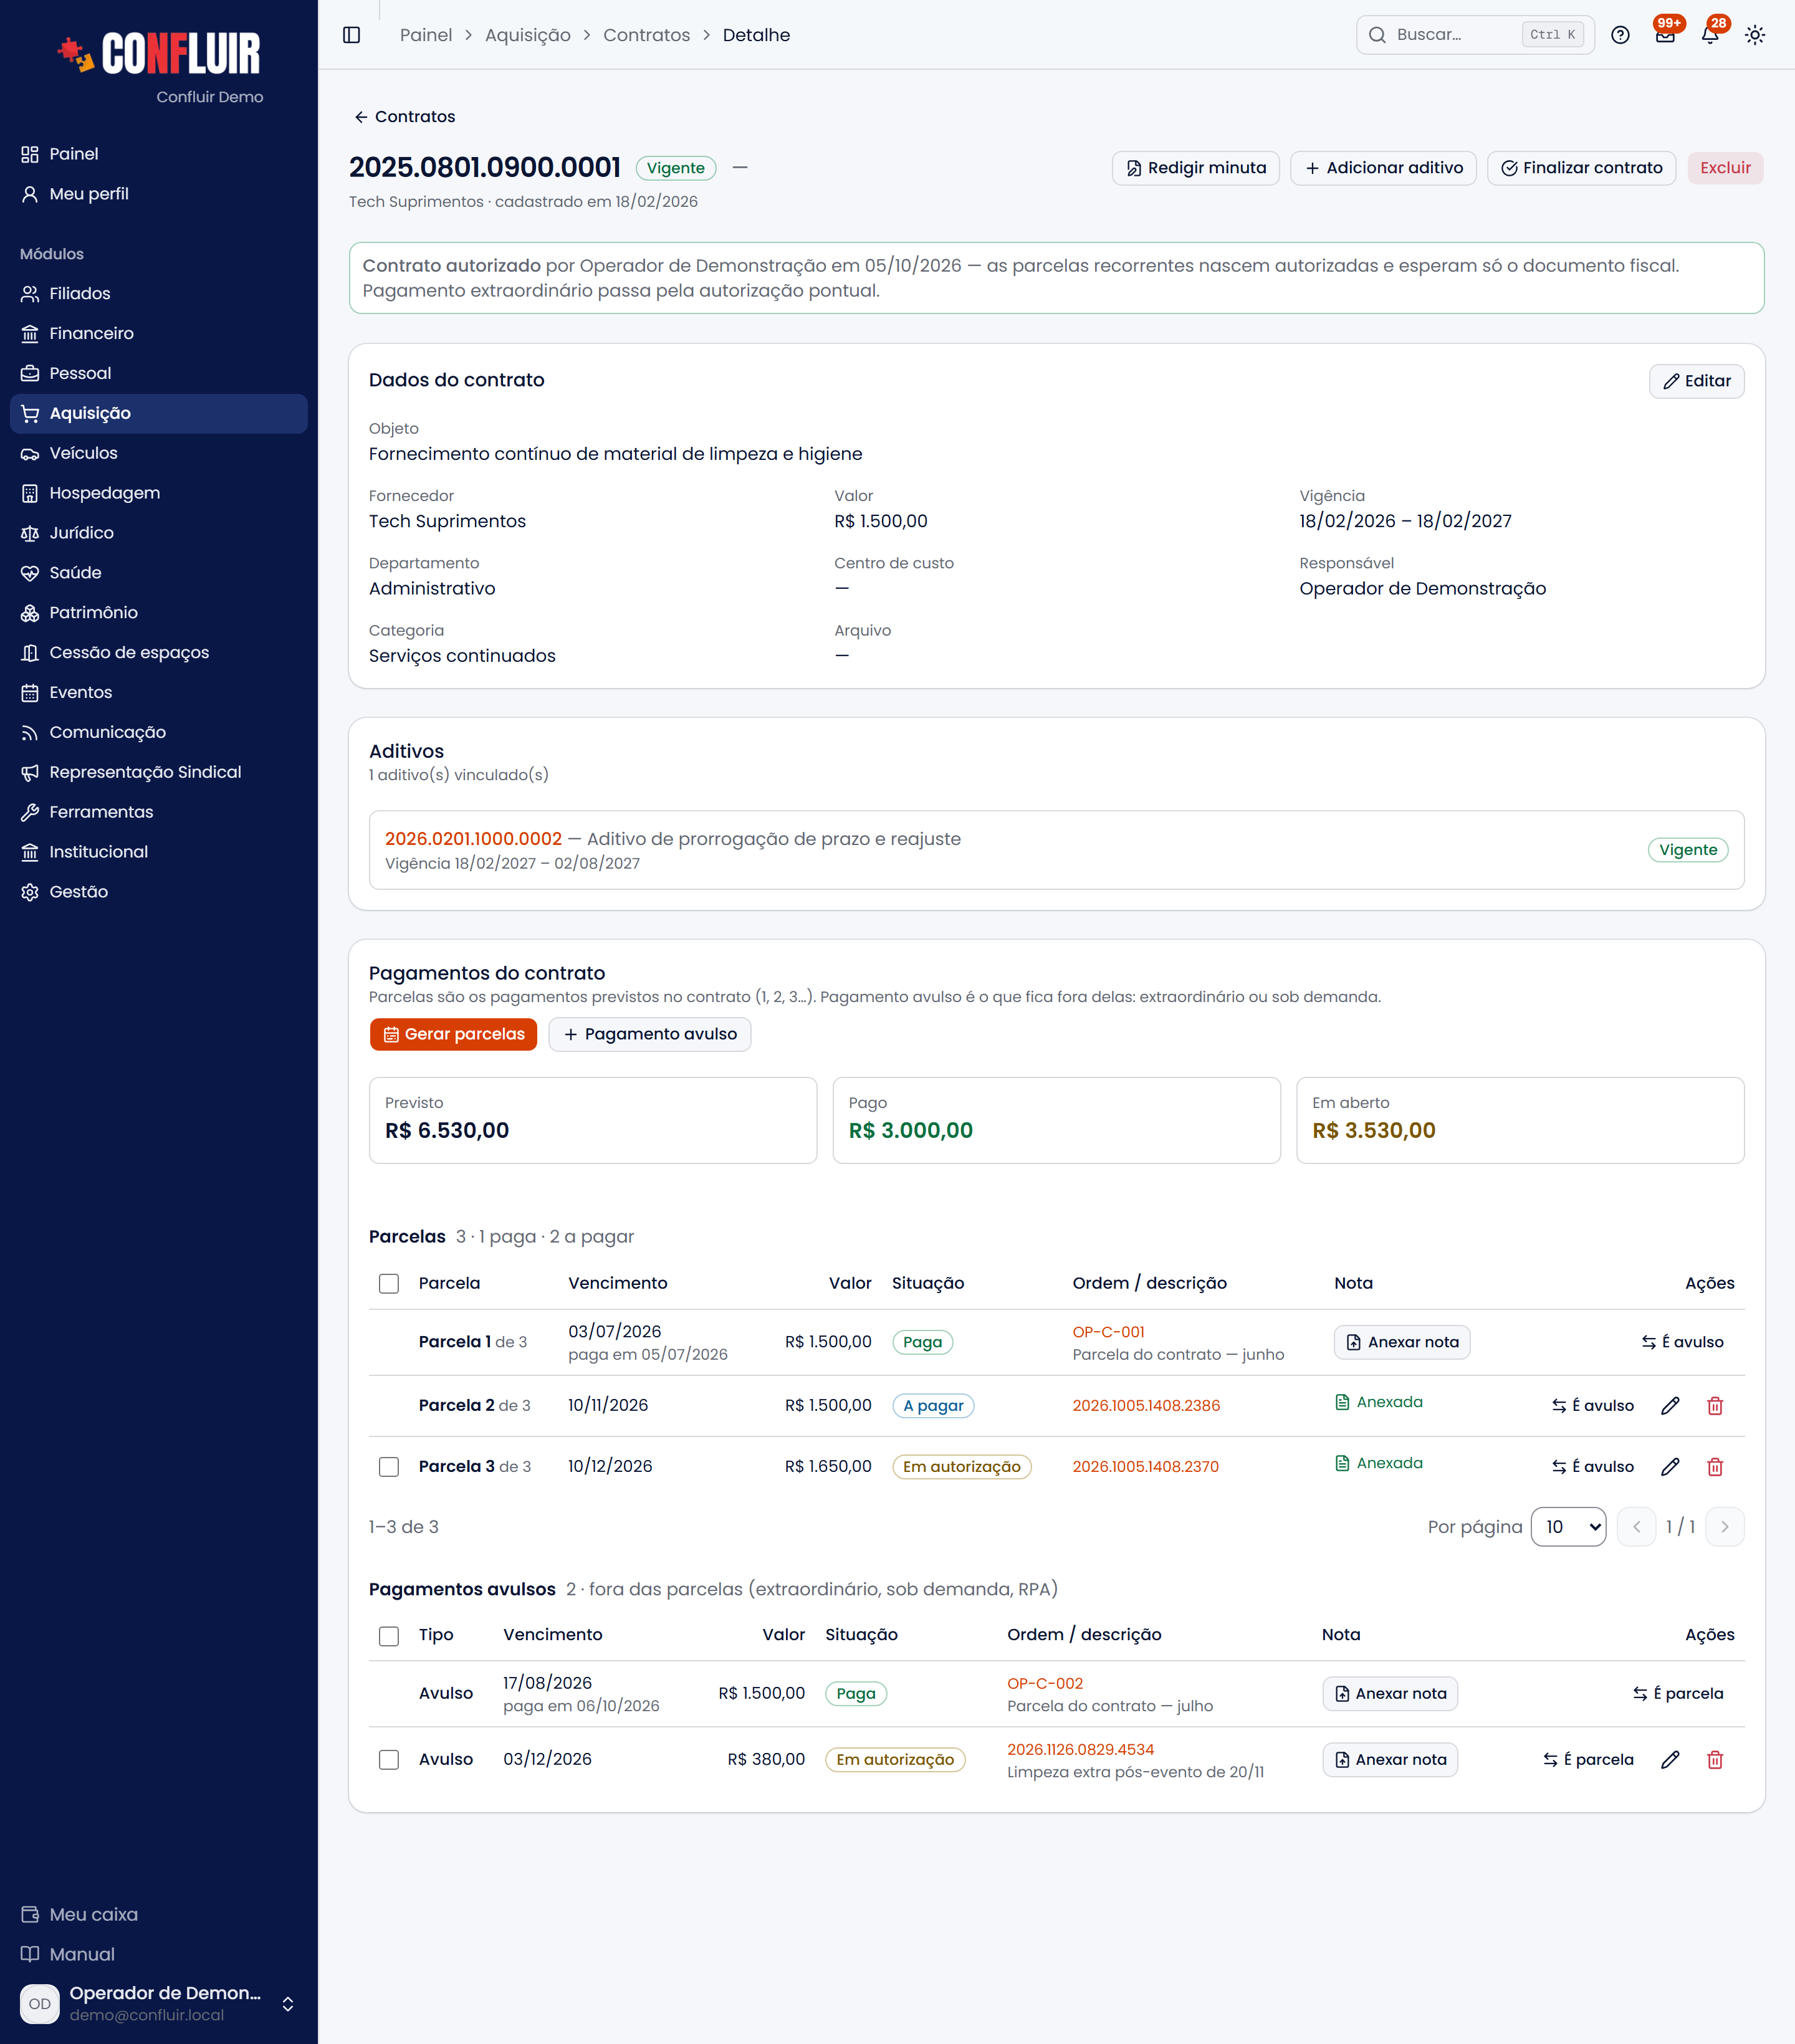 CONFLUIR
Confluir Demo
Painel
Meu perfil
Módulos
Filiados
Financeiro
Pessoal
Aquisição
Veículos
Hospedagem
Jurídico
Saúde
Patrimônio
Cessão de espaços
Eventos
Comunicação
Representação Sindical
Ferramentas
Institucional
Gestão
Meu caixa
Manual
OD
Operador de Demon...
demo@confluir.local
Painel > Aquisição > Contratos > Detalhe
Buscar... Ctrl K
99+
28
← Contratos
2025.0801.0900.0001 Vigente —
Redigir minuta
+ Adicionar aditivo
Finalizar contrato
Excluir
Tech Suprimentos · cadastrado em 18/02/2026
Contrato autorizado por Operador de Demonstração em 05/10/2026 — as parcelas recorrentes nascem autorizadas e esperam só o documento fiscal.
Pagamento extraordinário passa pela autorização pontual.
Dados do contrato
Editar
Objeto
Fornecimento contínuo de material de limpeza e higiene
Fornecedor Valor Vigência
Tech Suprimentos R$ 1.500,00 18/02/2026 – 18/02/2027
Departamento Centro de custo Responsável
Administrativo — Operador de Demonstração
Categoria Arquivo
Serviços continuados —
Aditivos
1 aditivo(s) vinculado(s)
2026.0201.1000.0002 — Aditivo de prorrogação de prazo e reajuste
Vigência 18/02/2027 – 02/08/2027
Vigente
Pagamentos do contrato
Parcelas são os pagamentos previstos no contrato (1, 2, 3…). Pagamento avulso é o que fica fora delas: extraordinário ou sob demanda.
Gerar parcelas
+ Pagamento avulso
Previsto
R$ 6.530,00
Pago
R$ 3.000,00
Em aberto
R$ 3.530,00
Parcelas 3 · 1 paga · 2 a pagar
Parcela Vencimento Valor Situação Ordem / descrição Nota Ações
Parcela 1 de 3 03/07/2026 R$ 1.500,00 Paga OP-C-001 Anexar nota É avulso
paga em 05/07/2026 Parcela do contrato — junho
Parcela 2 de 3 10/11/2026 R$ 1.500,00 A pagar 2026.1005.1408.2386 Anexada É avulso
Parcela 3 de 3 10/12/2026 R$ 1.650,00 Em autorização 2026.1005.1408.2370 Anexada É avulso
1–3 de 3
Por página 10 1 / 1
Pagamentos avulsos 2 · fora das parcelas (extraordinário, sob demanda, RPA)
Tipo Vencimento Valor Situação Ordem / descrição Nota Ações
Avulso 17/08/2026 R$ 1.500,00 Paga OP-C-002 Anexar nota É parcela
paga em 06/10/2026 Parcela do contrato — julho
Avulso 03/12/2026 R$ 380,00 Em autorização 2026.1126.0829.4534 Anexar nota É parcela
Limpeza extra pós-evento de 20/11